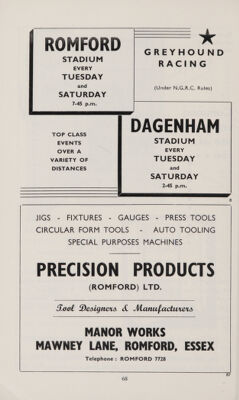 ROMFORD
STADIUM
EVERY
TUESDAY
and
SATURDAY
7-45 p.m.
GREYHOUND
RACING
(Under N.G.R.C. Rules)
TOP CLASS
EVENTS
OVER A
VARIETY OF
DISTANCES
DAGENHAM
STADIUM
EVERY
TUESDAY
and
SATURDAY
2-45 p.m.
JIGS - FIXTURES - GAUGES - PRESS TOOLS
CIRCULAR FORM TOOLS - AUTO TOOLING
SPECIAL PURPOSES MACHINES
PRECISION PRODUCTS
(ROMFORD) LTD.
Tool Designers & Manufacturers
MANOR WORKS
MAWNEY LANE, ROMFORD, ESSEX
Telephone : ROMFORD 7728
68